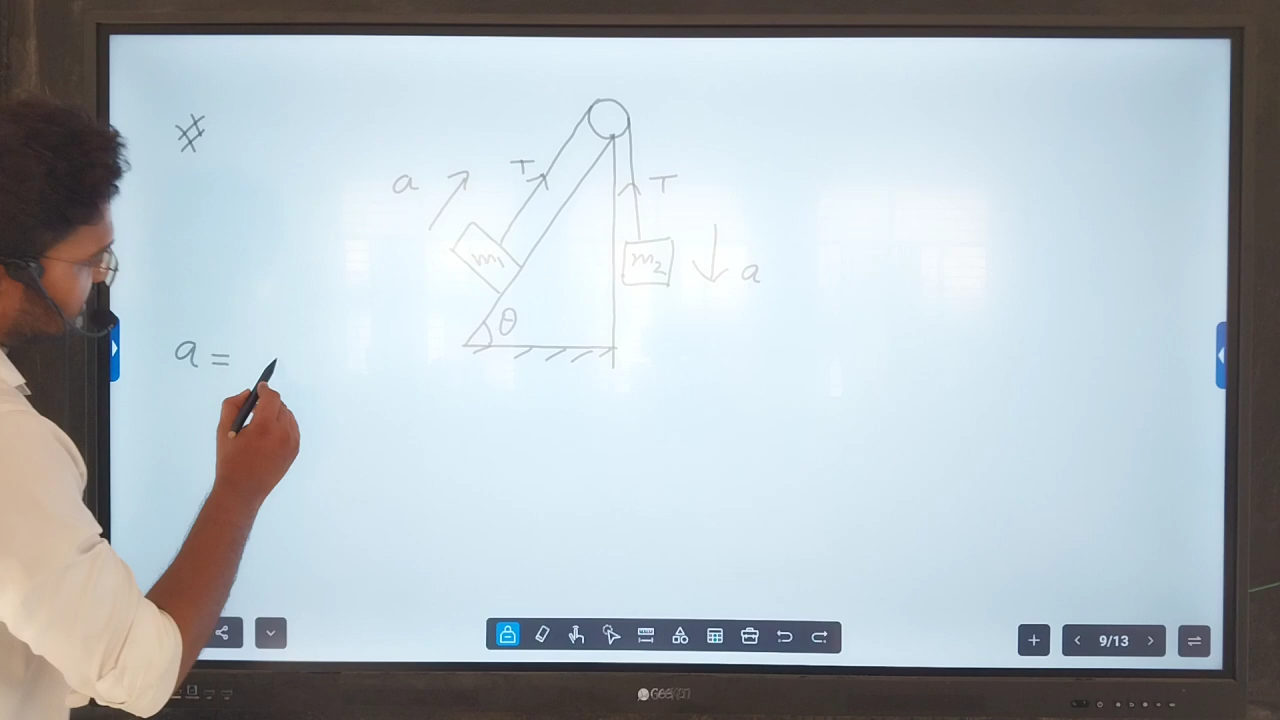 #
a
T
T
m1
m2
a
θ
a =
9/13